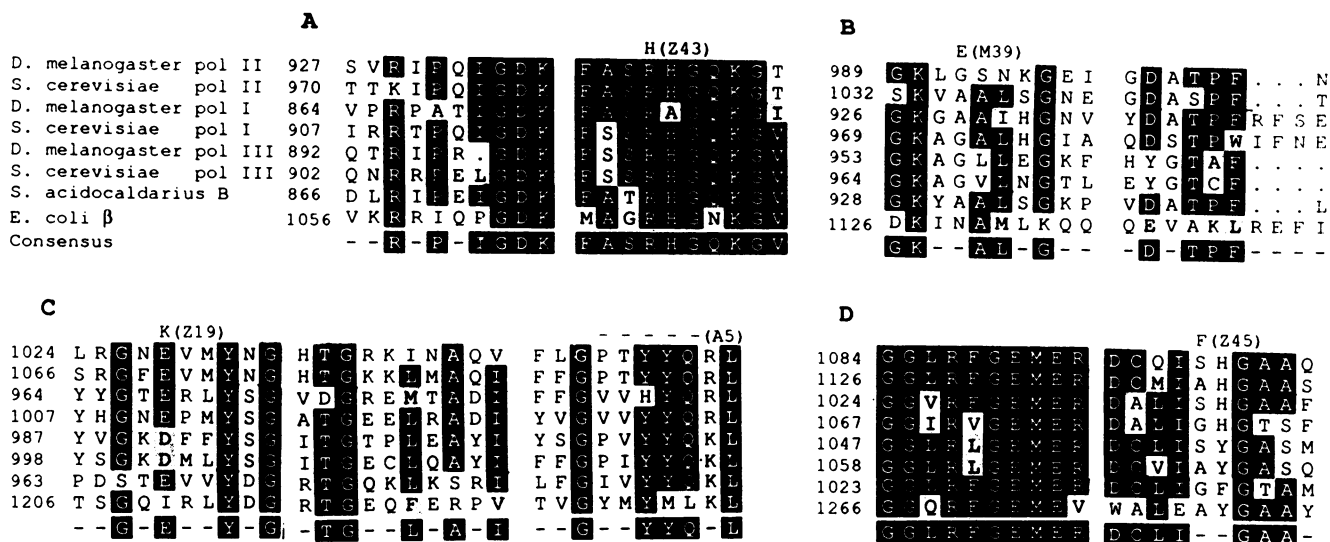 A
H(Z43)
D. melanogaster pol II 927 S V R I P Q I G D K F A S R H G Q K G T
S. cerevisiae pol II 970 T T K I P Q I G D K F A S R H G Q K G T
D. melanogaster pol I 864 V P R P A T I G D K F A S R A G Q K G I
S. cerevisiae pol I 907 I R R T P Q I G D K F S S R H G Q K G V
D. melanogaster pol III 892 Q T R I P R . G D K F S S R H G Q K G V
S. cerevisiae pol III 902 Q N R R F E L G D K F S S R H G Q K G V
S. acidocaldarius B 866 D L R I P E I G D K F A T R H G Q K G V
E. coli β 1056 V K R R I Q P G D K M A G R H G N K G V
Consensus - - R - P - I G D K F A S R H G Q K G V
B
E(M39)
989 G K L G S N K G E I G D A T P F . . . N
1032 S K V A A L S G N E G D A S P F . . . T
926 G K G A A I H G N V Y D A T P F R F S E
969 G K A G A L H G I A Q D S T P W I F N E
953 G K A G L L E G K F H Y G T A F . . . .
964 G K A G V L N G T L E Y G T C F . . . .
928 G K Y A A L S G K P V D A T P F . . . L
1126 D K I N A M L K Q Q Q E V A K L R E F I
G K - - A L - G - - - D - T P F - - - -
C
K(Z19) - - - - - (A5)
1024 L R G N E V M Y N G H T G R K I N A Q V F L G P T Y Y Q R L
1066 S R G F E V M Y N G H T G K K L M A Q I F F G P T Y Y Q R L
964 Y Y G T E R L Y S G V D G R E M T A D I F F G V V H Y Q R L
1007 Y H G N E P M Y S G A T G E E L R A D I Y V G V V Y Y Q R L
987 Y V G K D F F Y S G I T P L E A Y I Y S G P V Y Y Q K L
998 Y S G K D M L Y S G I T G E C L Q A Y I F F G P I Y Y Q K L
963 P D S T E V V Y D G R T G Q K L K S R I L F G I V Y Y Q K L
1206 T S G Q I R L Y D G R T G E Q F E R P V T V G Y M Y M L K L
- - G - E - - Y - G - T G - - L - A - I - - G - - Y Y Q - L
D
F(Z45)
1084 G G L R F G E M E R D C Q I S H G A A Q
1126 G G L R F G E M E R D C M I A H G A A S
1024 G G V R F G E M E R D A L I S H G A A F
1067 G G I R V G E M E R D A L I G H G T S F
1047 G G L R L G E M E R D C L I S Y G A S M
1058 G G L R L G E M E R D C V I A Y G A S Q
1023 G G L R F G E M E R D C L I G F G T A M
1266 G G Q R F G E M E V W A L E A Y G A A Y
G G L R F G E M E R D C L I - - G A A -